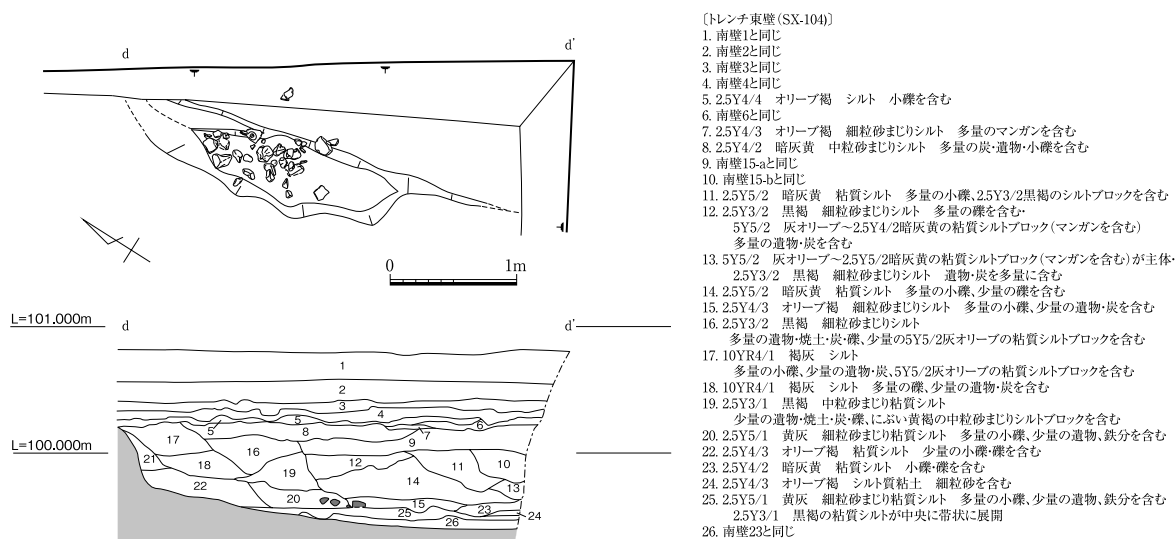 d
d'
0
1m
L=101.000m
d
d'
1
2
3
4
5
6
5
7
8
9
17
16
12
11
10
21
18
19
14
13
22
20
15
23
24
25
26
L=100.000m
〔トレンチ東壁(SX-104)〕
1. 南壁1と同じ
2. 南壁2と同じ
3. 南壁3と同じ
4. 南壁4と同じ
5. 2.5Y4/4 オリーブ褐 シルト 小礫を含む
6. 南壁6と同じ
7. 2.5Y4/3 オリーブ褐 細粒砂まじりシルト 多量のマンガンを含む
8. 2.5Y4/2 暗灰黄 中粒砂まじりシルト 多量の炭・遺物・小礫を含む
9. 南壁15-aと同じ
10. 南壁15-bと同じ
11. 2.5Y5/2 暗灰黄 粘質シルト 多量の小礫、2.5Y3/2黒褐のシルトブロックを含む
12. 2.5Y3/2 黒褐 細粒砂まじりシルト 多量の礫を含む・
5Y5/2 灰オリーブ～2.5Y4/2暗灰黄の粘質シルトブロック(マンガンを含む)
多量の遺物・炭を含む
13. 5Y5/2 灰オリーブ～2.5Y5/2暗灰黄の粘質シルトブロック(マンガンを含む)が主体・
2.5Y3/2 黒褐 細粒砂まじりシルト 遺物・炭を多量に含む
14. 2.5Y5/2 暗灰黄 粘質シルト 多量の小礫、少量の礫を含む
15. 2.5Y4/3 オリーブ褐 細粒砂まじりシルト 多量の小礫、少量の遺物・炭を含む
16. 2.5Y3/2 黒褐 細粒砂まじりシルト
多量の遺物・焼土・炭・礫、少量の5Y5/2灰オリーブの粘質シルトブロックを含む
17. 10YR4/1 褐灰 シルト
多量の小礫、少量の遺物・炭、5Y5/2灰オリーブの粘質シルトブロックを含む
18. 10YR4/1 褐灰 シルト 多量の礫、少量の遺物・炭を含む
19. 2.5Y3/1 黒褐 中粒砂まじり粘質シルト
少量の遺物・焼土・炭・礫、にぶい黄褐の中粒砂まじりシルトブロックを含む
20. 2.5Y5/1 黄灰 細粒砂まじり粘質シルト 多量の小礫、少量の遺物、鉄分を含む
22. 2.5Y4/3 オリーブ褐 粘質シルト 少量の小礫・礫を含む
23. 2.5Y4/2 暗灰黄 粘質シルト 小礫・礫を含む
24. 2.5Y4/3 オリーブ褐 シルト質粘土 細粒砂を含む
25. 2.5Y5/1 黄灰 細粒砂まじり粘質シルト 多量の小礫、少量の遺物、鉄分を含む
2.5Y3/1 黒褐の粘質シルトが中央に帯状に展開
26. 南壁23と同じ